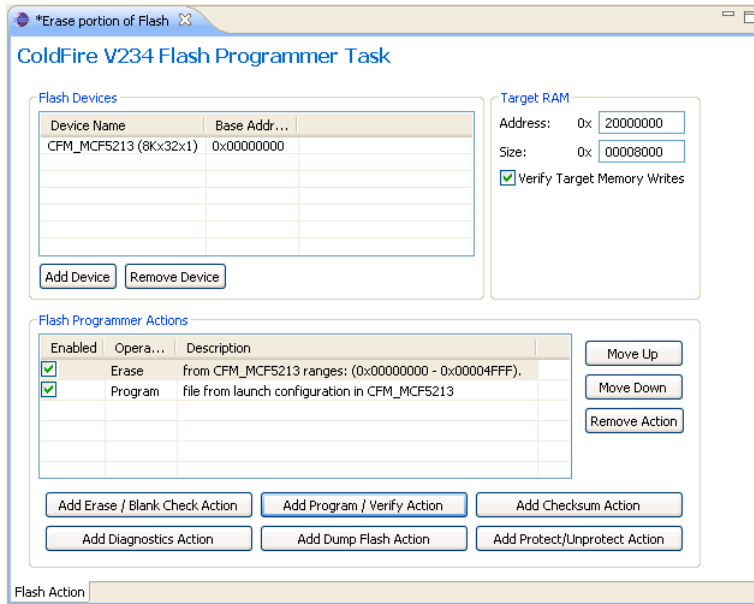 *Erase portion of Flash
ColdFire V234 Flash Programmer Task
Flash Devices
Device Name Base Addr...
CFM_MCF5213 (8Kx32x1) 0x00000000
Add Device Remove Device
Target RAM
Address: 0x 20000000
Size: 0x 00008000
Verify Target Memory Writes
Flash Programmer Actions
Enabled Opera... Description
Erase from CFM_MCF5213 ranges: (0x00000000 - 0x00004FFF).
Program file from launch configuration in CFM_MCF5213
Move Up
Move Down
Remove Action
Add Erase / Blank Check Action Add Program / Verify Action Add Checksum Action
Add Diagnostics Action Add Dump Flash Action Add Protect/Unprotect Action
Flash Action